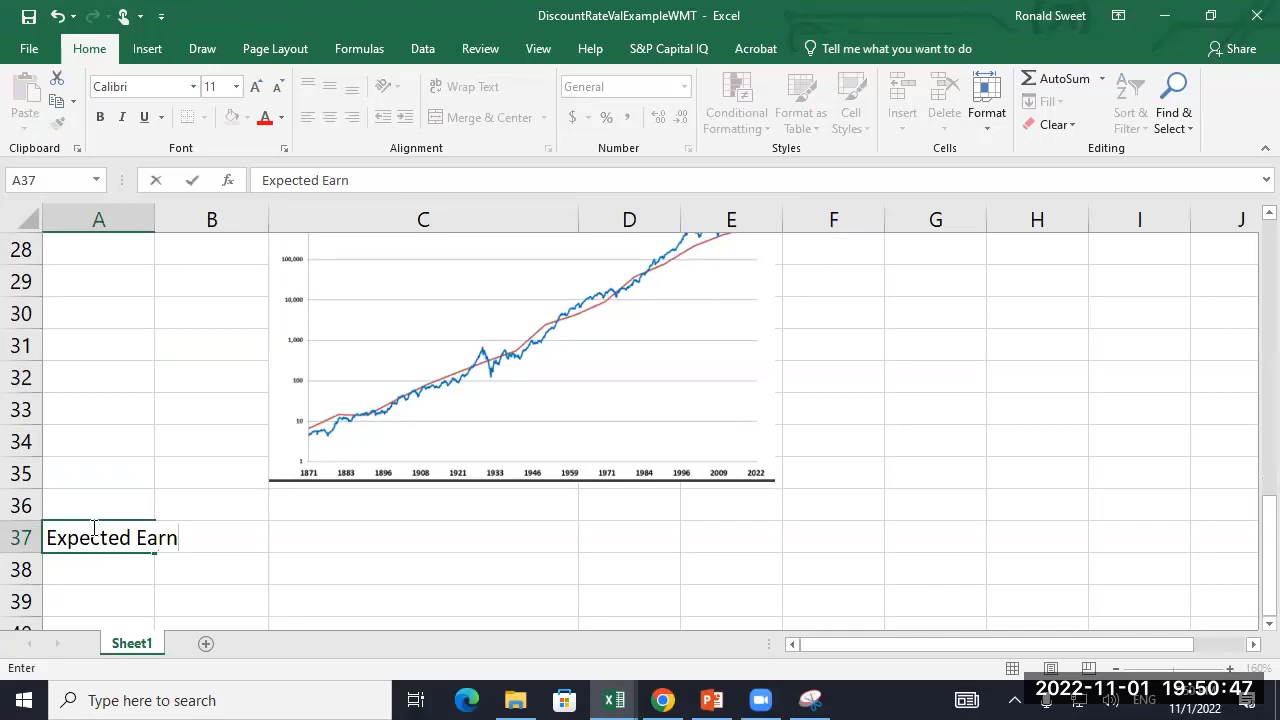 DiscountRateValExampleWMT - Excel
Ronald Sweet
File Home Insert Draw Page Layout Formulas Data Review View Help S&P Capital IQ Acrobat Tell me what you want to do Share
Paste
Calibri 11
B I U
Wrap Text
Merge & Center
General
$ % ,
Conditional Formatting
Format as Table
Cell Styles
Insert
Delete
Format
AutoSum
Fill
Clear
Sort & Filter
Find & Select
Clipboard Font Alignment Number Styles Cells Editing
A37 fx Expected Earn
A B C D E F G H I J
28
29
30
31
32
33
34
35
36
37 Expected Earn
38
39
100,000
10,000
1,000
100
10
1
1871 1883 1896 1908 1921 1933 1946 1959 1971 1984 1996 2009 2022
Sheet1
Enter
160%
Type here to search
2022-11-01 19:50:47
ENG
11/1/2022